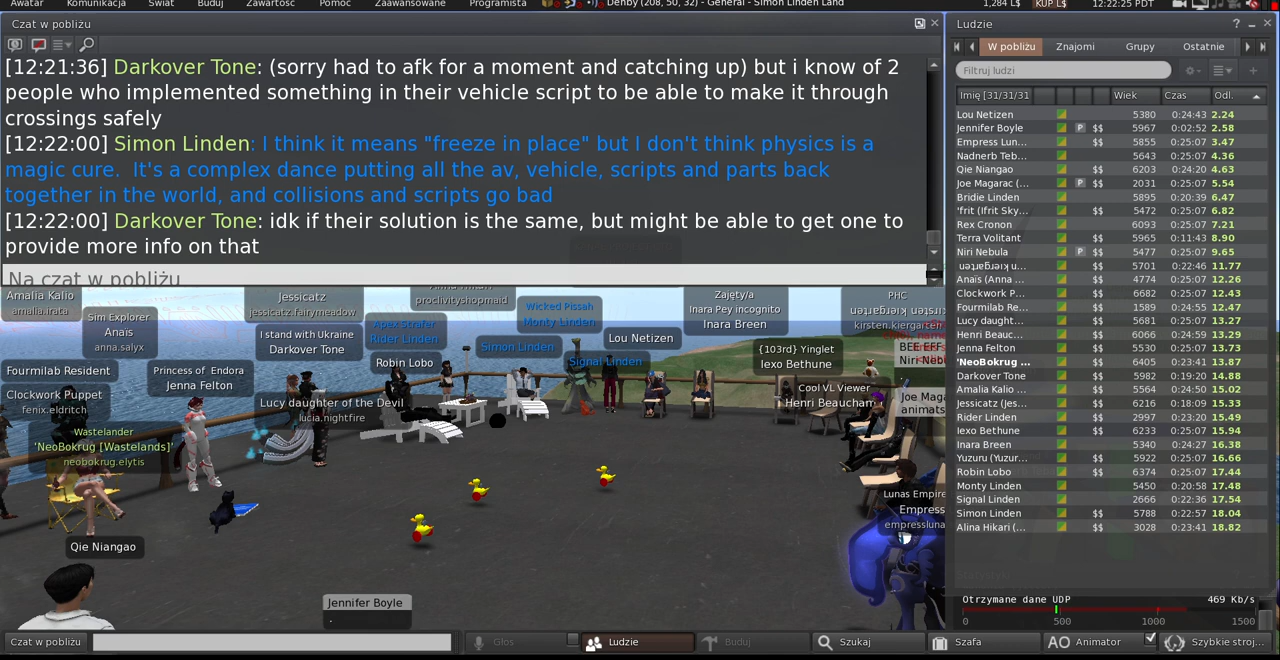 Awatar Komunikacja Świat Buduj Zawartość Pomoc Zaawansowane Programista Denby (208, 50, 32) - General - Simon Linden Land 1,284 L$ KUP L$ 12:22:25 PDT
Czat w pobliżu
[12:21:36] Darkover Tone: (sorry had to afk for a moment and catching up) but i know of 2
people who implemented something in their vehicle script to be able to make it through
crossings safely
[12:22:00] Simon Linden: I think it means "freeze in place" but I don't think physics is a
magic cure. It's a complex dance putting all the av, vehicle, scripts and parts back
together in the world, and collisions and scripts go bad
[12:22:00] Darkover Tone: idk if their solution is the same, but might be able to get one to
provide more info on that
Na czat w pobliżu
Amalia Kalio
amalia.irata
Sim Explorer
Anais
anna.salyx
Jessicatz
jessicatz.fairymeadow
I stand with Ukraine
Darkover Tone
proclivityshopmaid
Apex Strafer
Rider Linden
Robin Lobo
Wicked Pissah
Monty Linden
Simon Linden
Signal Linden
Lou Netizen
Zajęty/a
Inara Pey incognito
Inara Breen
PHC
{103rd} Yinglet
Iexo Bethune
Cool VL Viewer
Henri Beaucham
Joe Maga
animats
Fourmilab Resident
Princess of Endora
Jenna Felton
Clockwork Puppet
fenix.eldritch
Lucy daughter of the Devil
lucia.nightfire
Wastelander
'NeoBokrug [Wastelands]'
neobokrug.elytis
Lunas Empire
Empress
empressluna
Qie Niangao
Jennifer Boyle
.
Czat w pobliżu Głos Ludzie Buduj Szukaj Szafa AO Animator Szybkie stroj...
Ludzie ? _ ×
W pobliżu Znajomi Grupy Ostatnie
Filtruj ludzi
Imię [31/31/31 Wiek Czas Odl.
Lou Netizen 5380 0:24:43 2.24
Jennifer Boyle P $$ 5967 0:02:52 2.58
Empress Lun... $$ 5855 0:25:07 3.47
Nadnerb Teb... 5643 0:25:07 4.36
Qie Niangao $$ 6203 0:24:20 4.63
Joe Magarac (... P $$ 2031 0:25:07 5.54
Bridie Linden 5895 0:20:39 6.47
'frit (Ifrit Sky... $$ 5472 0:25:07 6.82
Rex Cronon 6093 0:25:07 7.21
Terra Volitant $$ 5965 0:11:43 8.90
Niri Nebula P $$ 5477 0:25:07 9.65
5701 0:22:46 11.77
Anaïs (Anna ... $$ 4774 0:25:07 12.26
Clockwork P... $$ 6682 0:25:07 12.43
Fourmilab Re... $$ 1589 0:24:55 12.47
Lucy daught... $$ 5681 0:25:07 13.27
Henri Beauc... $$ 6066 0:24:59 13.29
Jenna Felton $$ 5530 0:25:07 13.73
'NeoBokrug ... $$ 6405 0:23:41 13.87
Darkover Tone $$ 5982 0:19:20 14.88
Amalia Kalio ... $$ 5564 0:24:50 15.02
Jessicatz (Jes... $$ 6216 0:18:09 15.33
Rider Linden $$ 2997 0:23:20 15.49
Iexo Bethune $$ 6233 0:25:07 15.94
Inara Breen 5340 0:24:27 16.38
Yuzuru (Yuzur... $$ 5922 0:25:07 16.66
Robin Lobo $$ 6374 0:25:07 17.44
Monty Linden 5450 0:20:58 17.48
Signal Linden 2666 0:22:36 17.54
Simon Linden $$ 5788 0:22:57 18.04
Alina Hikari (... $$ 3028 0:23:41 18.82
Otrzymane dane UDP 469 Kb/s
0 500 1000 1500